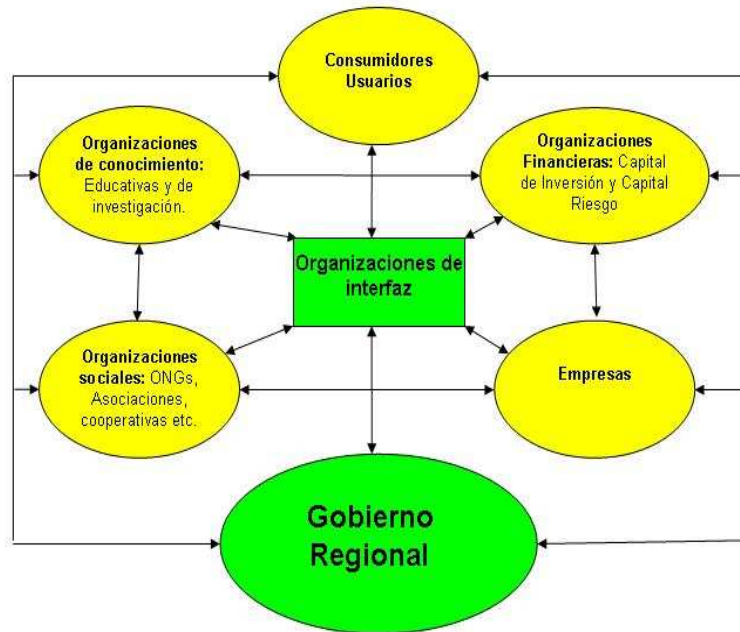 Consumidores
Usuarios
Organizaciones
de conocimiento:
Educativas y de
investigación.
Organizaciones
Financieras: Capital
de Inversión y Capital
Riesgo
Organizaciones de
interfaz
Organizaciones
sociales: ONGs,
Asociaciones,
cooperativas etc.
Empresas
Gobierno
Regional